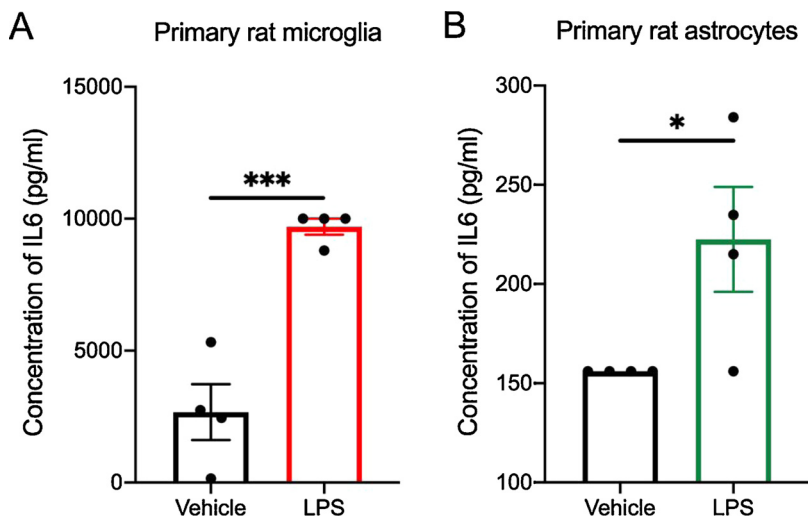 A
Primary rat microglia
Concentration of IL6 (pg/ml)
15000
10000
5000
0
***
Vehicle
LPS
B
Primary rat astrocytes
Concentration of IL6 (pg/ml)
300
250
200
150
100
*
Vehicle
LPS